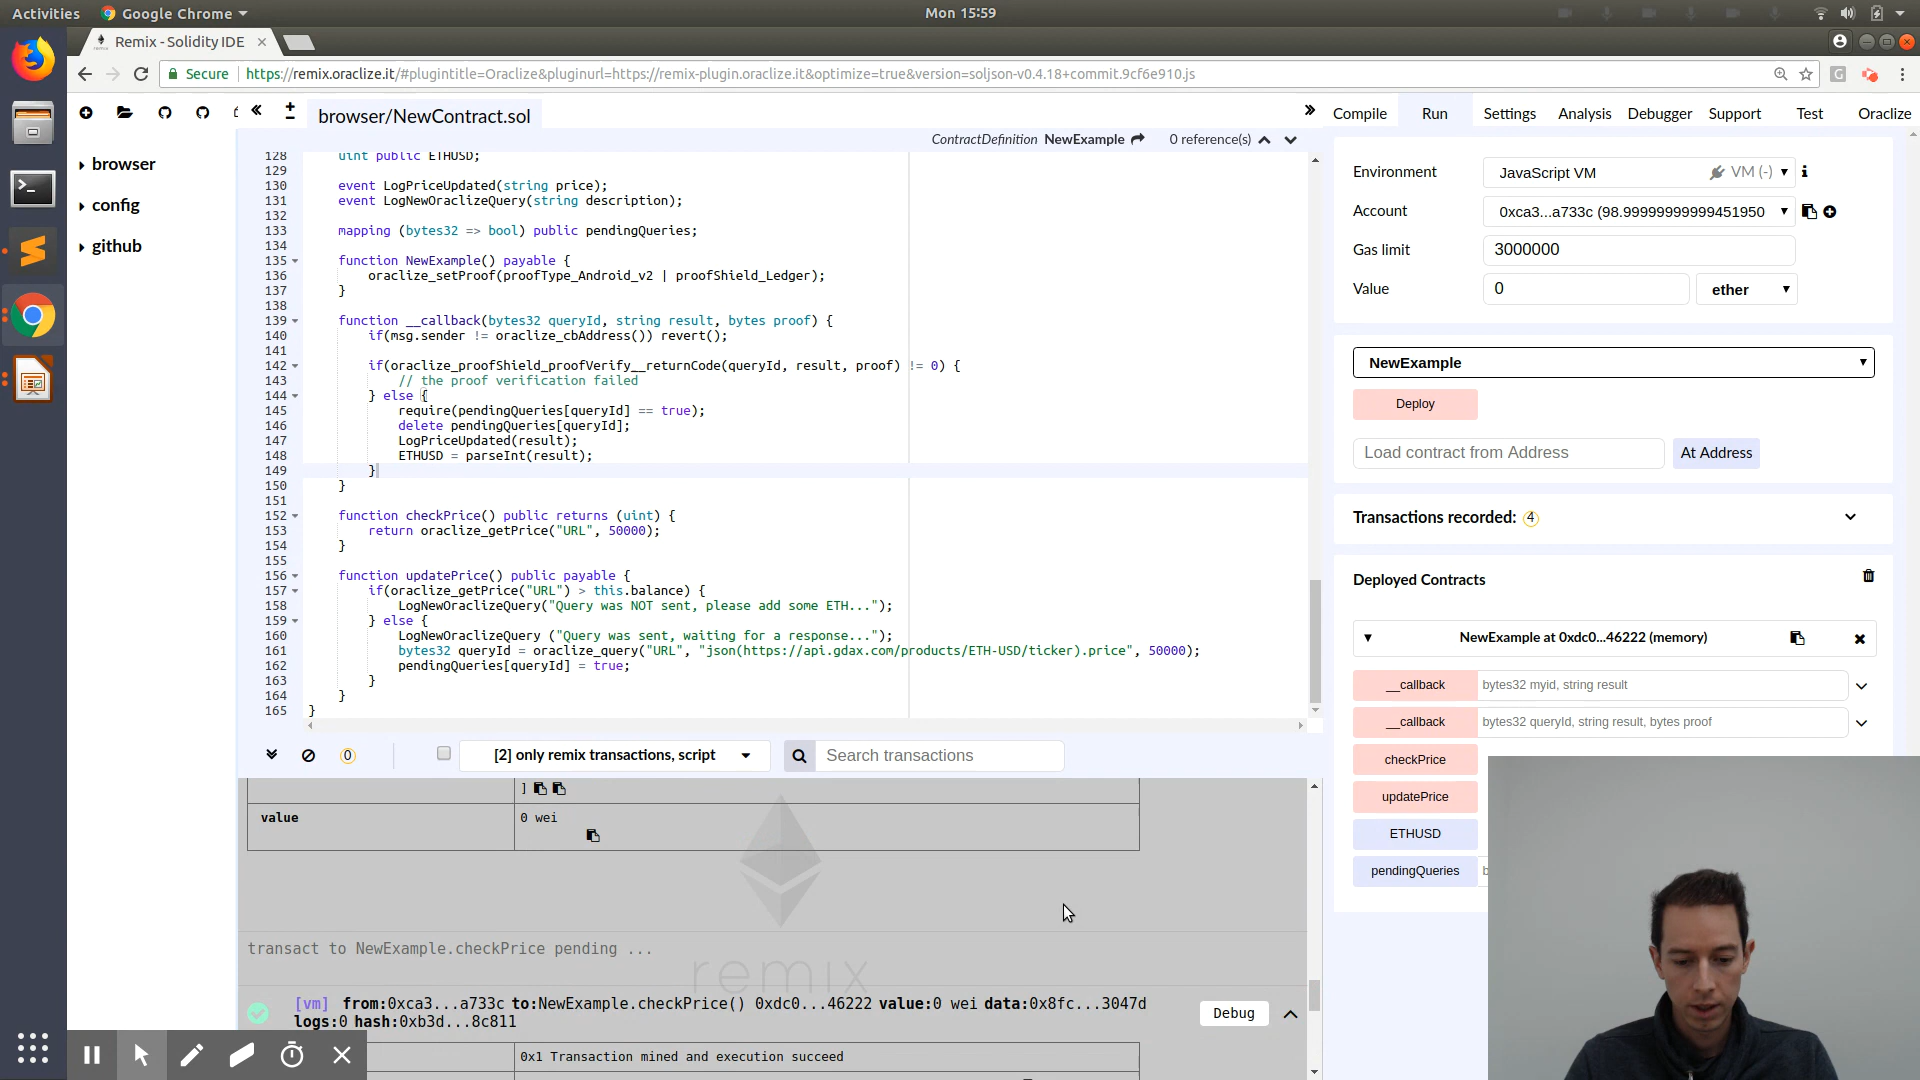 Activities
Google Chrome
Mon 15:59
Remix - Solidity IDE
Secure
https://remix.oraclize.it/#plugintitle=Oraclize&pluginurl=https://remix-plugin.oraclize.it&optimize=true&version=soljson-v0.4.18+commit.9cf6e910.js
browser/NewContract.sol
Compile
Run
Settings
Analysis
Debugger
Support
Test
Oraclize
ContractDefinition NewExample 0 reference(s)
browser
config
github
128 uint public ETHUSD;
129
130 event LogPriceUpdated(string price);
131 event LogNewOraclizeQuery(string description);
132
133 mapping (bytes32 => bool) public pendingQueries;
134
135 function NewExample() payable {
136 oraclize_setProof(proofType_Android_v2 | proofShield_Ledger);
137 }
138
139 function __callback(bytes32 queryId, string result, bytes proof) {
140 if(msg.sender != oraclize_cbAddress()) revert();
141
142 if(oraclize_proofShield_proofVerify__returnCode(queryId, result, proof) != 0) {
143 // the proof verification failed
144 } else {
145 require(pendingQueries[queryId] == true);
146 delete pendingQueries[queryId];
147 LogPriceUpdated(result);
148 ETHUSD = parseInt(result);
149 }
150 }
151
152 function checkPrice() public returns (uint) {
153 return oraclize_getPrice("URL", 50000);
154 }
155
156 function updatePrice() public payable {
157 if(oraclize_getPrice("URL") > this.balance) {
158 LogNewOraclizeQuery("Query was NOT sent, please add some ETH...");
159 } else {
160 LogNewOraclizeQuery ("Query was sent, waiting for a response...");
161 bytes32 queryId = oraclize_query("URL", "json(https://api.gdax.com/products/ETH-USD/ticker).price", 50000);
162 pendingQueries[queryId] = true;
163 }
164 }
165 }
0
[2] only remix transactions, script
Search transactions
]
value
0 wei
transact to NewExample.checkPrice pending ...
remix
[vm] from:0xca3...a733c to:NewExample.checkPrice() 0xdc0...46222 value:0 wei data:0x8fc...3047d
logs:0 hash:0xb3d...8c811
Debug
0x1 Transaction mined and execution succeed
Environment
JavaScript VM
VM (-)
Account
0xca3...a733c (98.99999999999451950
Gas limit
3000000
Value
0
ether
NewExample
Deploy
Load contract from Address
At Address
Transactions recorded: 4
Deployed Contracts
NewExample at 0xdc0...46222 (memory)
__callback
bytes32 myid, string result
__callback
bytes32 queryId, string result, bytes proof
checkPrice
updatePrice
ETHUSD
pendingQueries